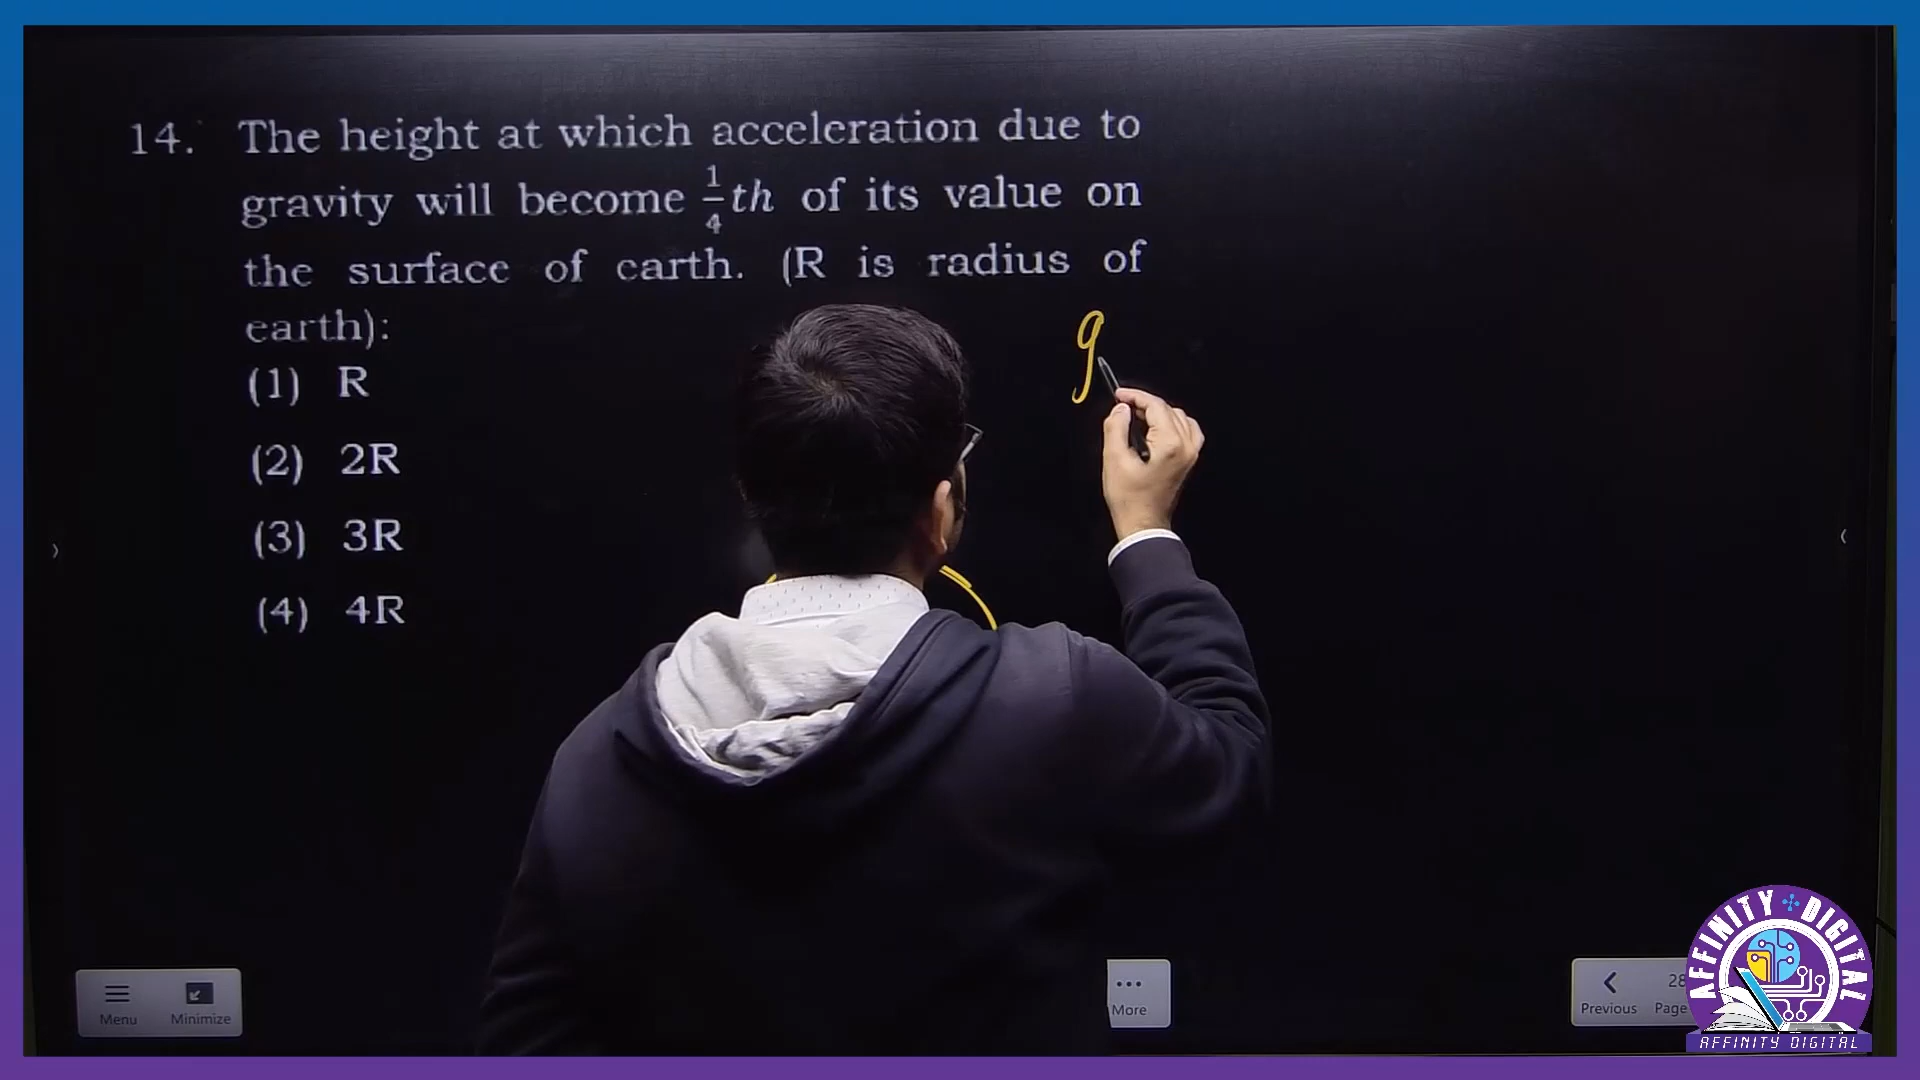 14. The height at which acceleration due to
gravity will become 1/4 th of its value on
the surface of earth. (R is radius of
earth):
(1) R
(2) 2R
(3) 3R
(4) 4R
g
Menu
Minimize
More
Previous
28
Page
AFFINITY DIGITAL
AFFINITY DIGITAL